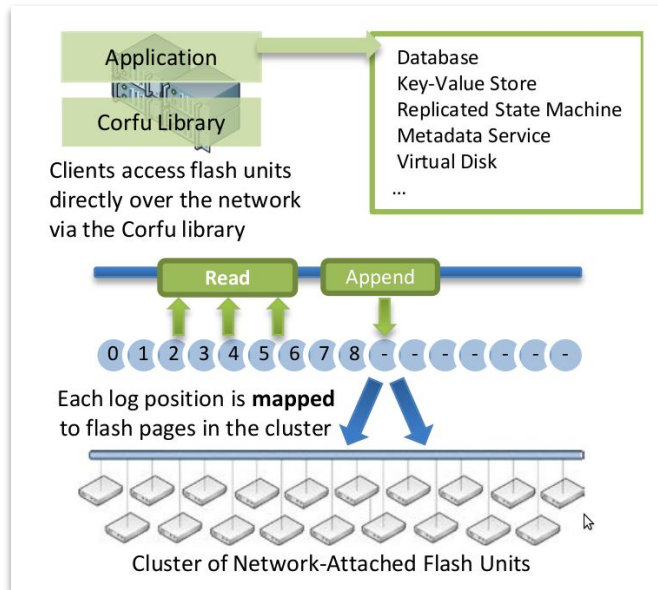 Application
Corfu Library
Database
Key-Value Store
Replicated State Machine
Metadata Service
Virtual Disk
...
Clients access flash units
directly over the network
via the Corfu library
Read
Append
0 1 2 3 4 5 6 7 8 - - - - - - -
Each log position is mapped
to flash pages in the cluster
Cluster of Network-Attached Flash Units